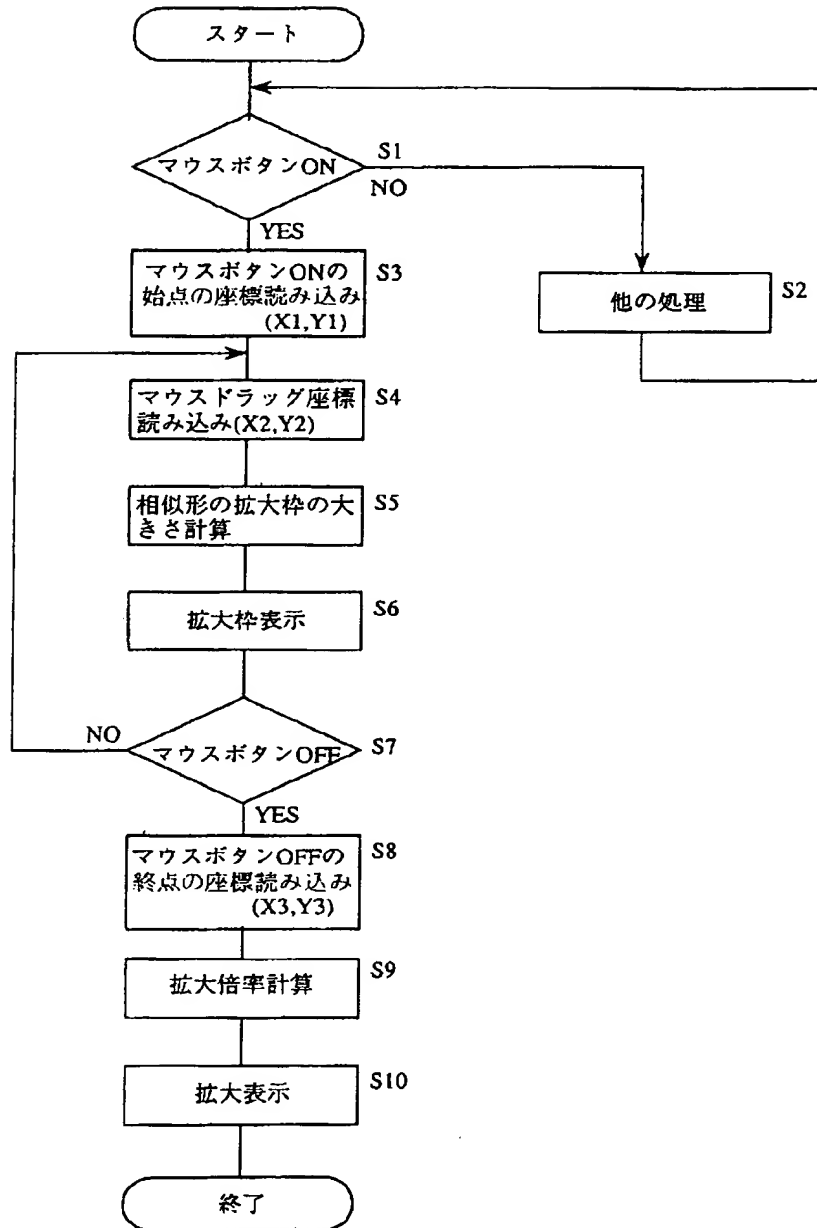 スタート
マウスボタンON
S1
NO
YES
マウスボタンONの
始点の座標読み込み
(X1,Y1)
S3
他の処理
S2
マウスドラッグ座標
読み込み(X2,Y2)
S4
相似形の拡大枠の大
きさ計算
S5
拡大枠表示
S6
NO
マウスボタンOFF
S7
YES
マウスボタンOFFの
終点の座標読み込み
(X3,Y3)
S8
拡大倍率計算
S9
拡大表示
S10
終了